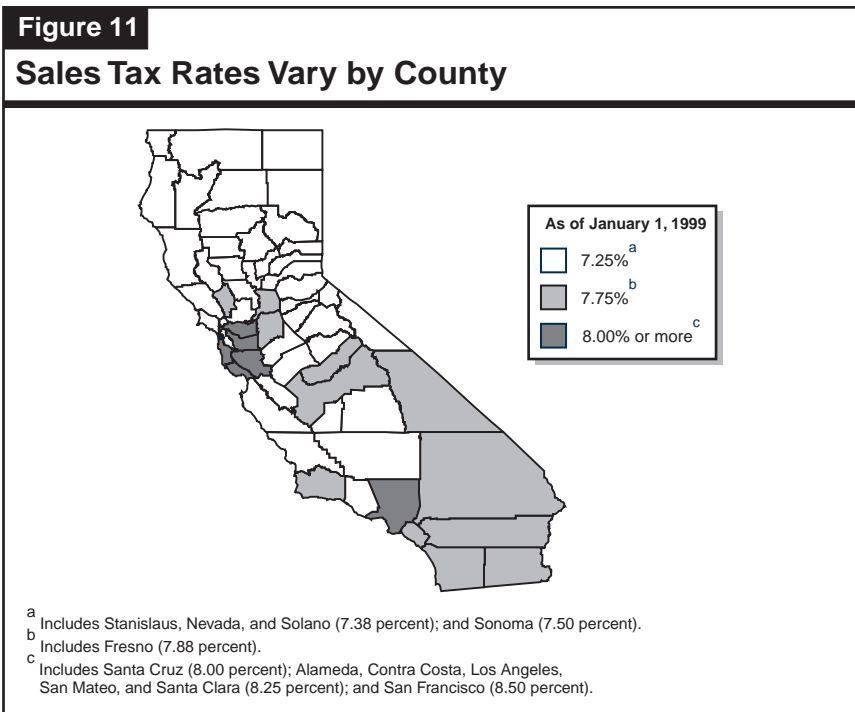 Figure 11
Sales Tax Rates Vary by County
As of January 1, 1999
7.25% a
7.75% b
8.00% or more c
a Includes Stanislaus, Nevada, and Solano (7.38 percent); and Sonoma (7.50 percent).
b Includes Fresno (7.88 percent).
c Includes Santa Cruz (8.00 percent); Alameda, Contra Costa, Los Angeles,
San Mateo, and Santa Clara (8.25 percent); and San Francisco (8.50 percent).